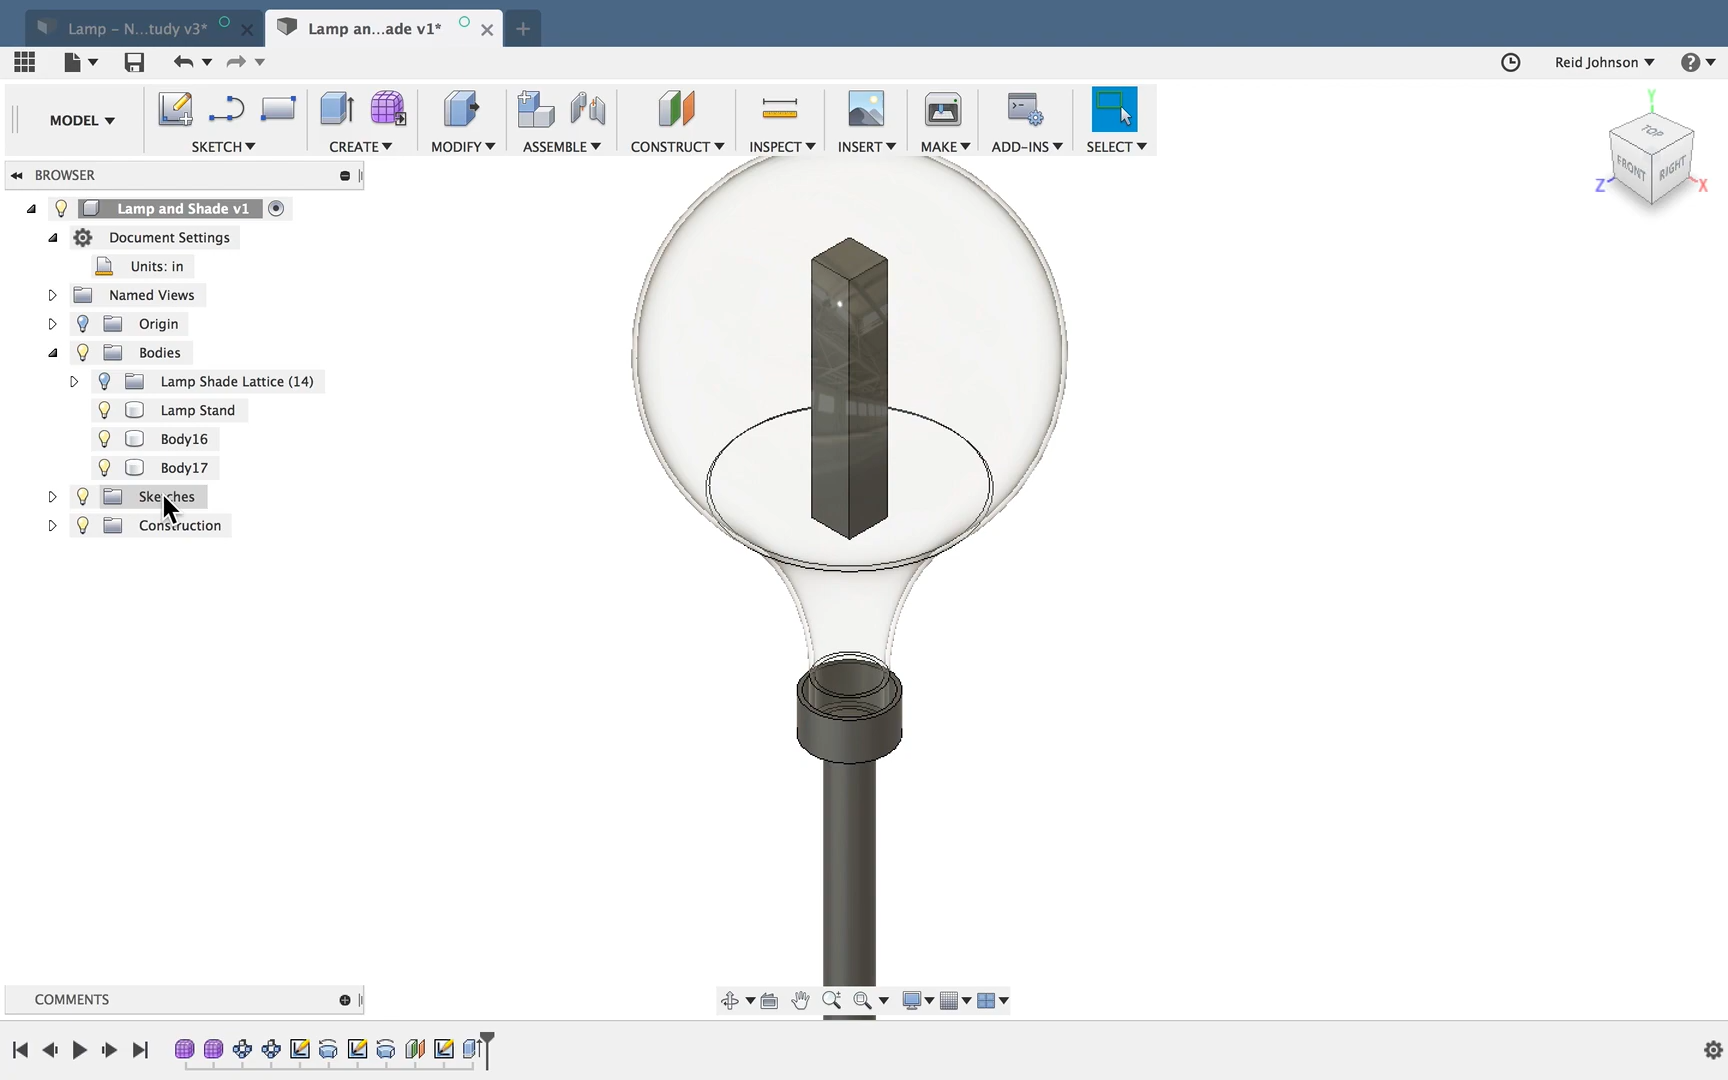 Lamp – N...tudy v3*
Lamp an...ade v1*
Reid Johnson
MODEL
SKETCH
CREATE
MODIFY
ASSEMBLE
CONSTRUCT
INSPECT
INSERT
MAKE
ADD-INS
SELECT
Y
TOP
FRONT
RIGHT
Z
X
BROWSER
Lamp and Shade v1
Document Settings
Units: in
Named Views
Origin
Bodies
Lamp Shade Lattice (14)
Lamp Stand
Body16
Body17
Sketches
Construction
COMMENTS